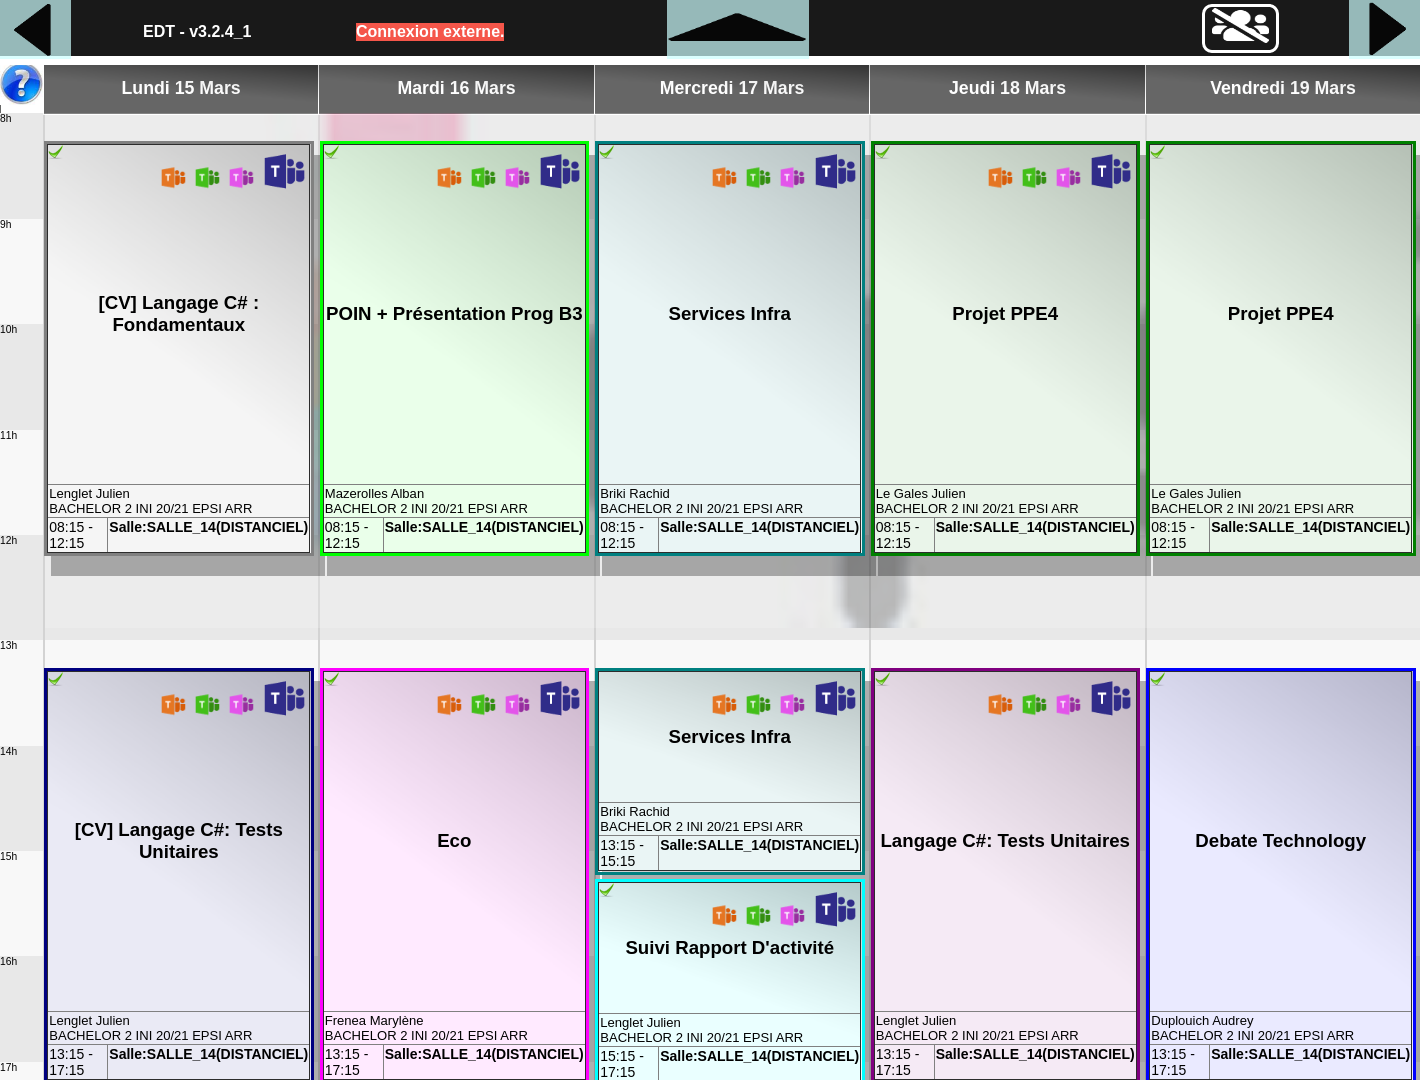 EDT - v3.2.4_1
Connexion externe.
Lundi 15 Mars
Mardi 16 Mars
Mercredi 17 Mars
Jeudi 18 Mars
Vendredi 19 Mars
8h
9h
10h
11h
12h
13h
14h
15h
16h
17h
[CV] Langage C# :
Fondamentaux
Lenglet Julien
BACHELOR 2 INI 20/21 EPSI ARR
08:15 -
12:15
Salle:SALLE_14(DISTANCIEL)
POIN + Présentation Prog B3
Mazerolles Alban
BACHELOR 2 INI 20/21 EPSI ARR
08:15 -
12:15
Salle:SALLE_14(DISTANCIEL)
Services Infra
Briki Rachid
BACHELOR 2 INI 20/21 EPSI ARR
08:15 -
12:15
Salle:SALLE_14(DISTANCIEL)
Projet PPE4
Le Gales Julien
BACHELOR 2 INI 20/21 EPSI ARR
08:15 -
12:15
Salle:SALLE_14(DISTANCIEL)
Projet PPE4
Le Gales Julien
BACHELOR 2 INI 20/21 EPSI ARR
08:15 -
12:15
Salle:SALLE_14(DISTANCIEL)
[CV] Langage C#: Tests
Unitaires
Lenglet Julien
BACHELOR 2 INI 20/21 EPSI ARR
13:15 -
17:15
Salle:SALLE_14(DISTANCIEL)
Eco
Frenea Marylène
BACHELOR 2 INI 20/21 EPSI ARR
13:15 -
17:15
Salle:SALLE_14(DISTANCIEL)
Services Infra
Briki Rachid
BACHELOR 2 INI 20/21 EPSI ARR
13:15 -
15:15
Salle:SALLE_14(DISTANCIEL)
Suivi Rapport D'activité
Lenglet Julien
BACHELOR 2 INI 20/21 EPSI ARR
15:15 -
17:15
Salle:SALLE_14(DISTANCIEL)
Langage C#: Tests Unitaires
Lenglet Julien
BACHELOR 2 INI 20/21 EPSI ARR
13:15 -
17:15
Salle:SALLE_14(DISTANCIEL)
Debate Technology
Duplouich Audrey
BACHELOR 2 INI 20/21 EPSI ARR
13:15 -
17:15
Salle:SALLE_14(DISTANCIEL)